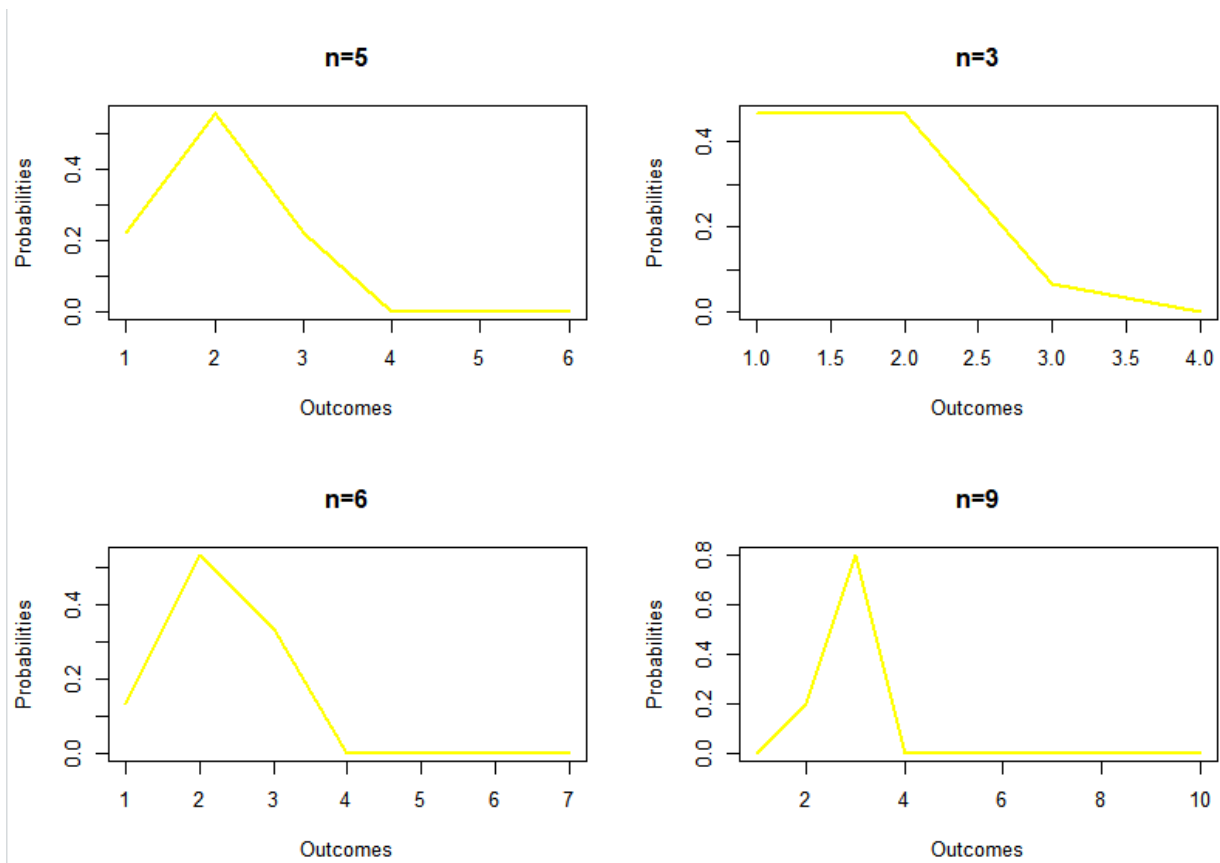 n=5
Probabilities
0.0 0.2 0.4
1 2 3 4 5 6
Outcomes
n=3
Probabilities
0.0 0.2 0.4
1.0 1.5 2.0 2.5 3.0 3.5 4.0
Outcomes
n=6
Probabilities
0.0 0.2 0.4
1 2 3 4 5 6 7
Outcomes
n=9
Probabilities
0.0 0.2 0.4 0.6 0.8
2 4 6 8 10
Outcomes